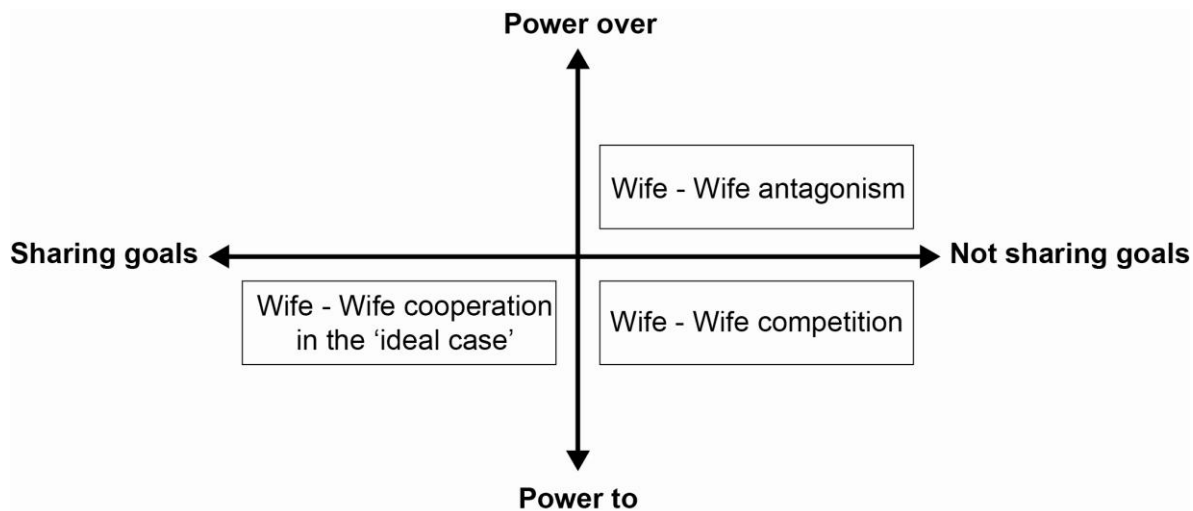 Power over
Wife - Wife antagonism
Sharing goals
Not sharing goals
Wife - Wife cooperation
in the ‘ideal case’
Wife - Wife competition
Power to